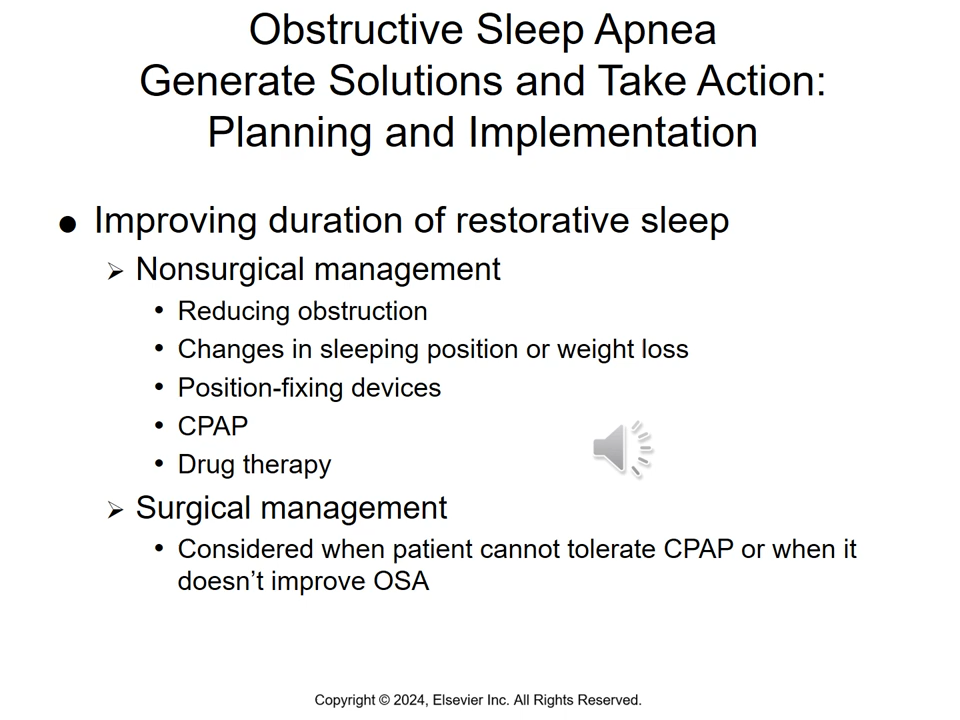 Obstructive Sleep Apnea
Generate Solutions and Take Action:
Planning and Implementation
● Improving duration of restorative sleep
➢ Nonsurgical management
• Reducing obstruction
• Changes in sleeping position or weight loss
• Position-fixing devices
• CPAP
• Drug therapy
➢ Surgical management
• Considered when patient cannot tolerate CPAP or when it
doesn’t improve OSA
Copyright © 2024, Elsevier Inc. All Rights Reserved.